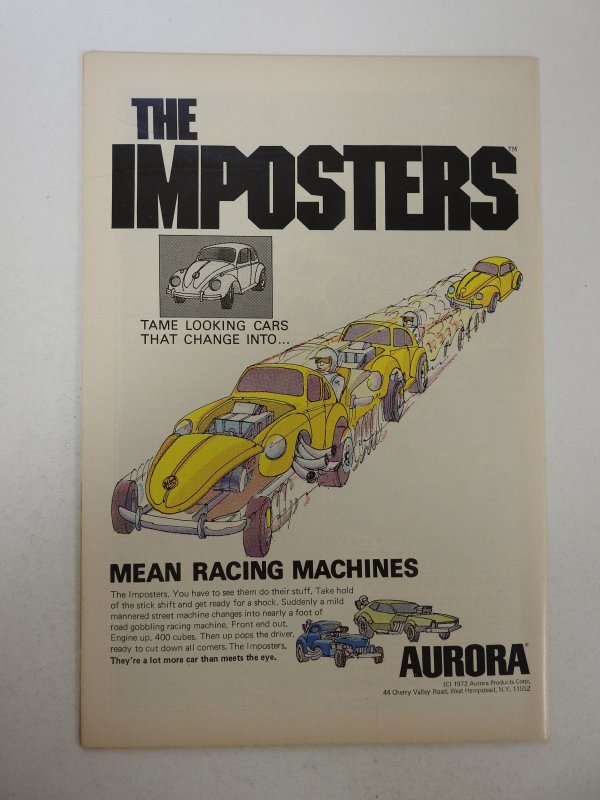 THE
IMPOSTERS™
TAME LOOKING CARS
THAT CHANGE INTO...
MEAN RACING MACHINES
The Imposters. You have to see them do their stuff. Take hold
of the stick shift and get ready for a shock. Suddenly a mild
mannered street machine changes into nearly a foot of
road gobbling racing machine. Front end out.
Engine up. 400 cubes. Then up pops the driver,
ready to cut down all corners. The Imposters.
They're a lot more car than meets the eye.
AURORA®
(C) 1972 Aurora Products Corp.
44 Cherry Valley Road, West Hempstead, N.Y. 11552